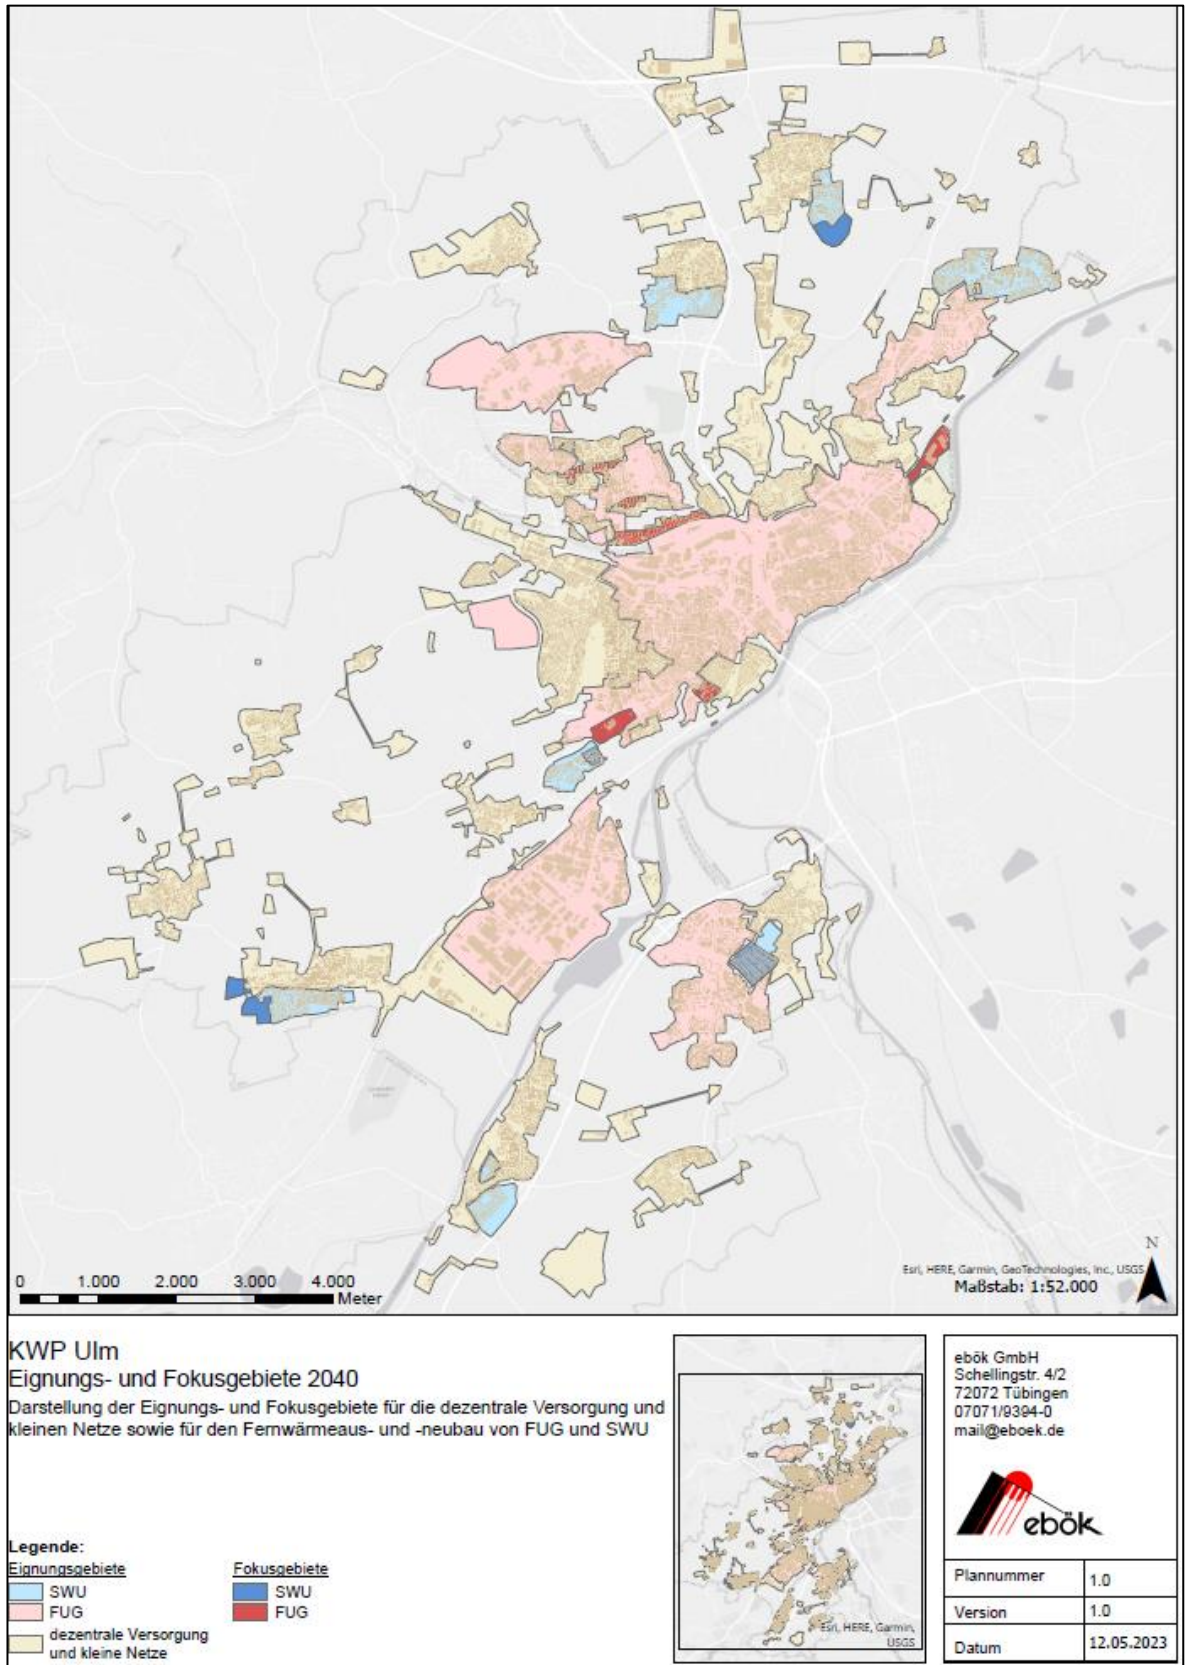 0 1.000 2.000 3.000 4.000
Meter
N
Esri, HERE, Garmin, GeoTechnologies, Inc., USGS
Maßstab: 1:52.000
KWP Ulm
Eignungs- und Fokusgebiete 2040
Darstellung der Eignungs- und Fokusgebiete für die dezentrale Versorgung und
kleinen Netze sowie für den Fernwärmeaus- und -neubau von FUG und SWU
Legende:
Eignungsgebiete
SWU
FUG
dezentrale Versorgung
und kleine Netze
Fokusgebiete
SWU
FUG
Esri, HERE, Garmin,
USGS
ebök GmbH
Schellingstr. 4/2
72072 Tübingen
07071/9394-0
mail@eboek.de
ebök
Plannummer 1.0
Version 1.0
Datum 12.05.2023